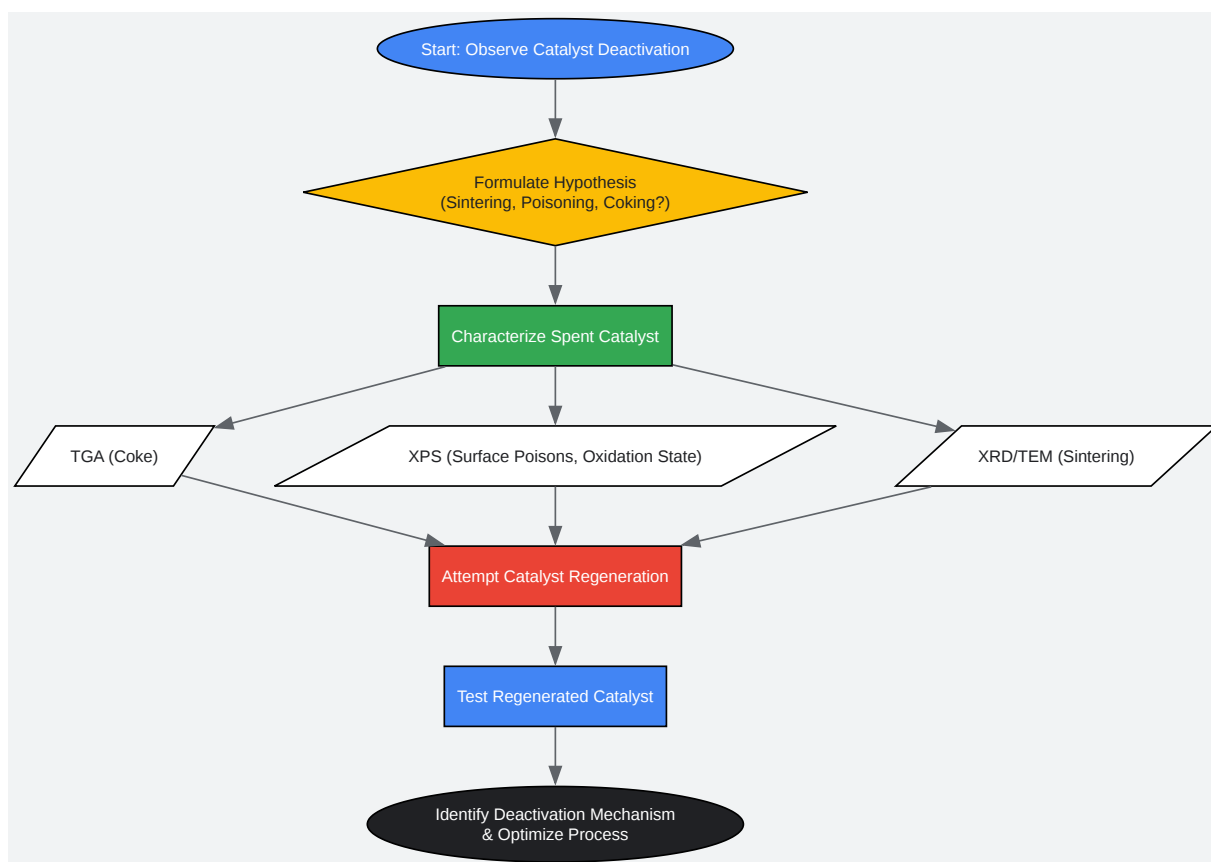 Start: Observe Catalyst Deactivation
Formulate Hypothesis
(Sintering, Poisoning, Coking?)
Characterize Spent Catalyst
TGA (Coke)
XPS (Surface Poisons, Oxidation State)
XRD/TEM (Sintering)
Attempt Catalyst Regeneration
Test Regenerated Catalyst
Identify Deactivation Mechanism
& Optimize Process